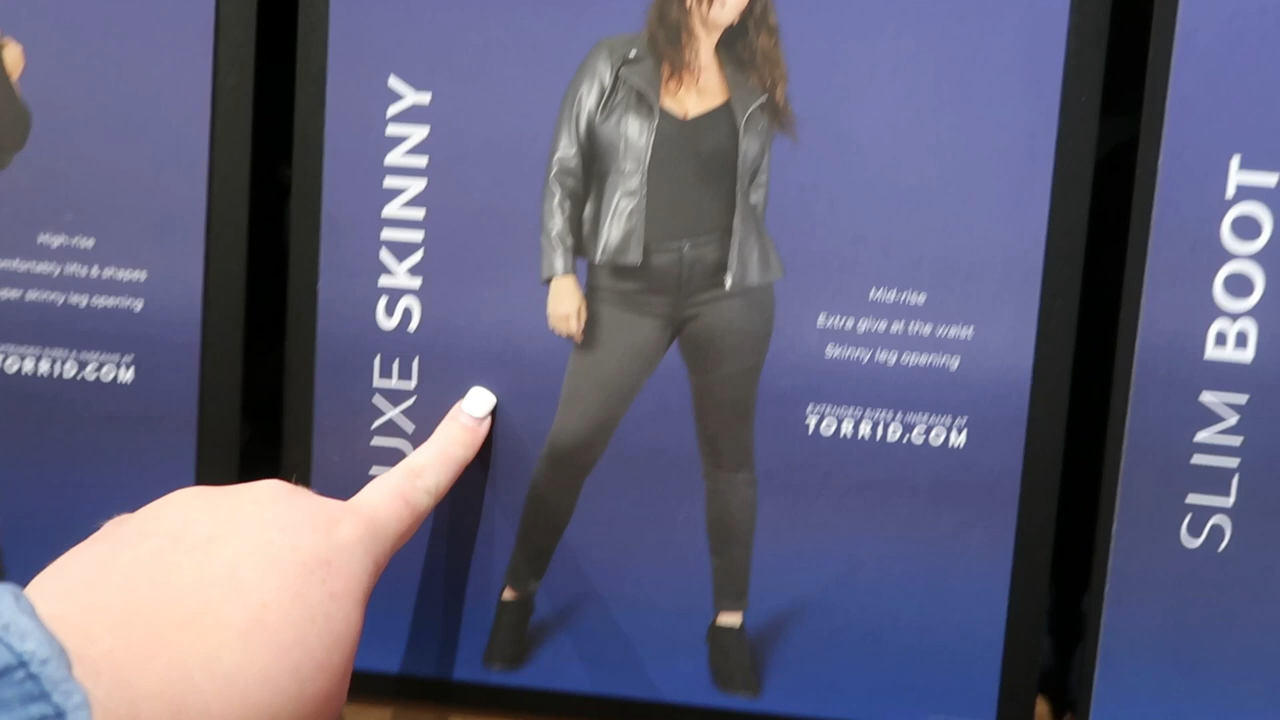 High-rise
omfortably lifts & shapes
per skinny leg opening
TORRID.COM
UXE SKINNY
Mid-rise
Extra give at the waist
Skinny leg opening
EXTENDED SIZES & INSEAMS AT
TORRID.COM
SLIM BOOT